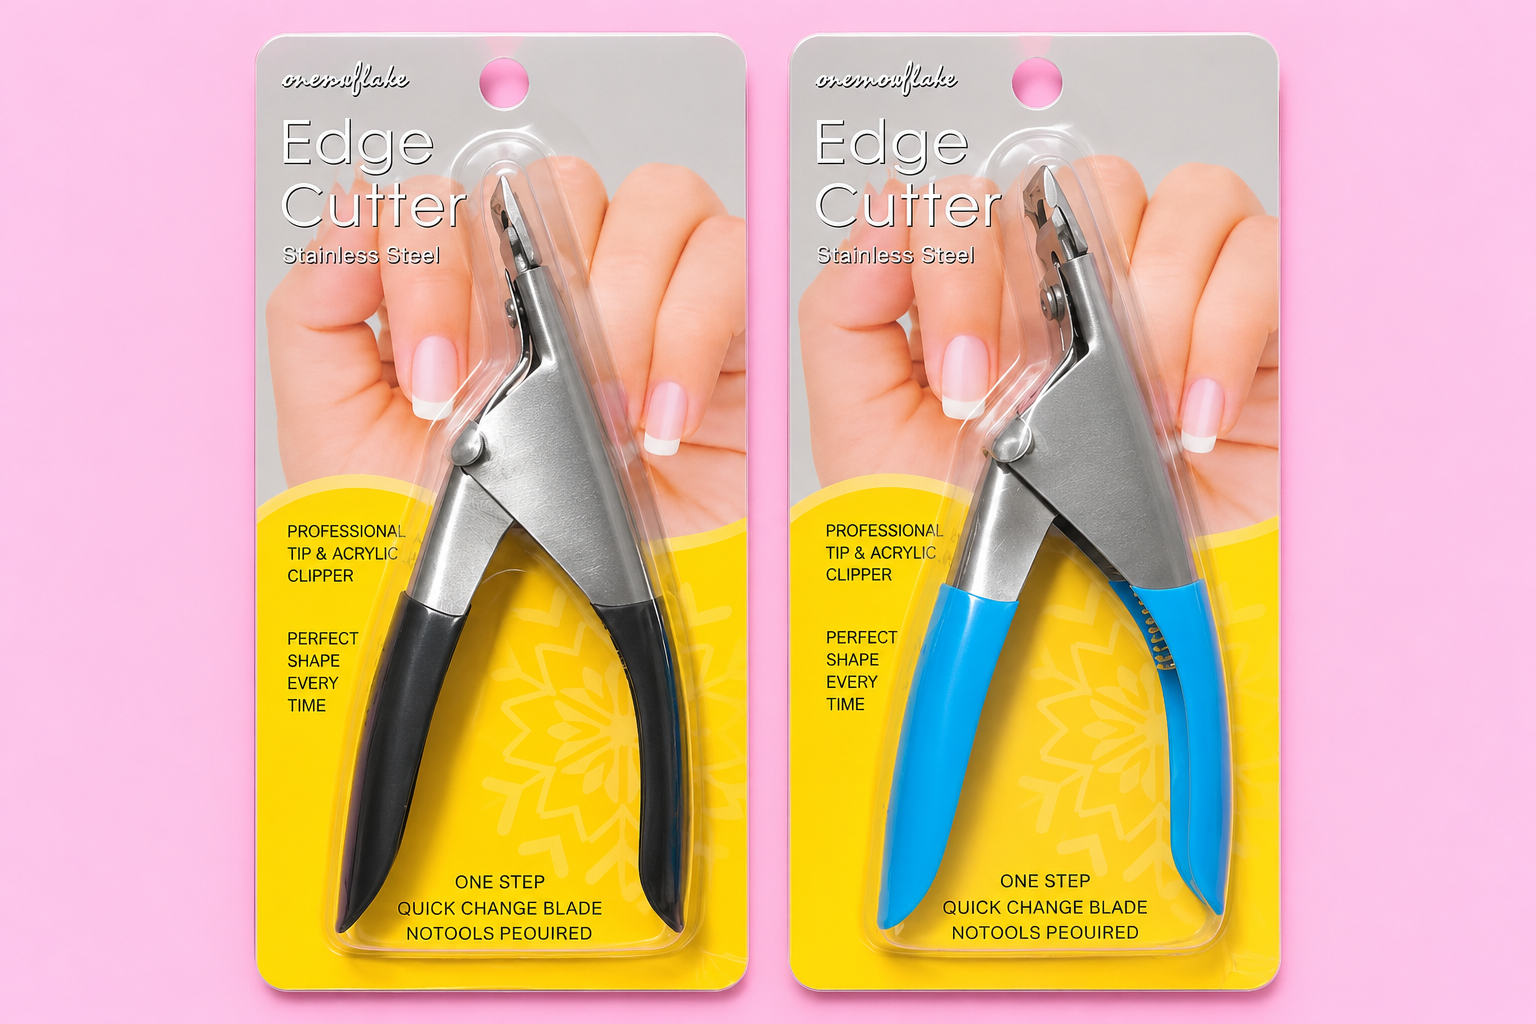 onesnowflake
Edge
Cutter
Stainless Steel
PROFESSIONAL
TIP & ACRYLIC
CLIPPER
PERFECT
SHAPE
EVERY
TIME
ONE STEP
QUICK CHANGE BLADE
NOTOOLS PEOUIRED
onesnowflake
Edge
Cutter
Stainless Steel
PROFESSIONAL
TIP & ACRYLIC
CLIPPER
PERFECT
SHAPE
EVERY
TIME
ONE STEP
QUICK CHANGE BLADE
NOTOOLS PEOUIRED